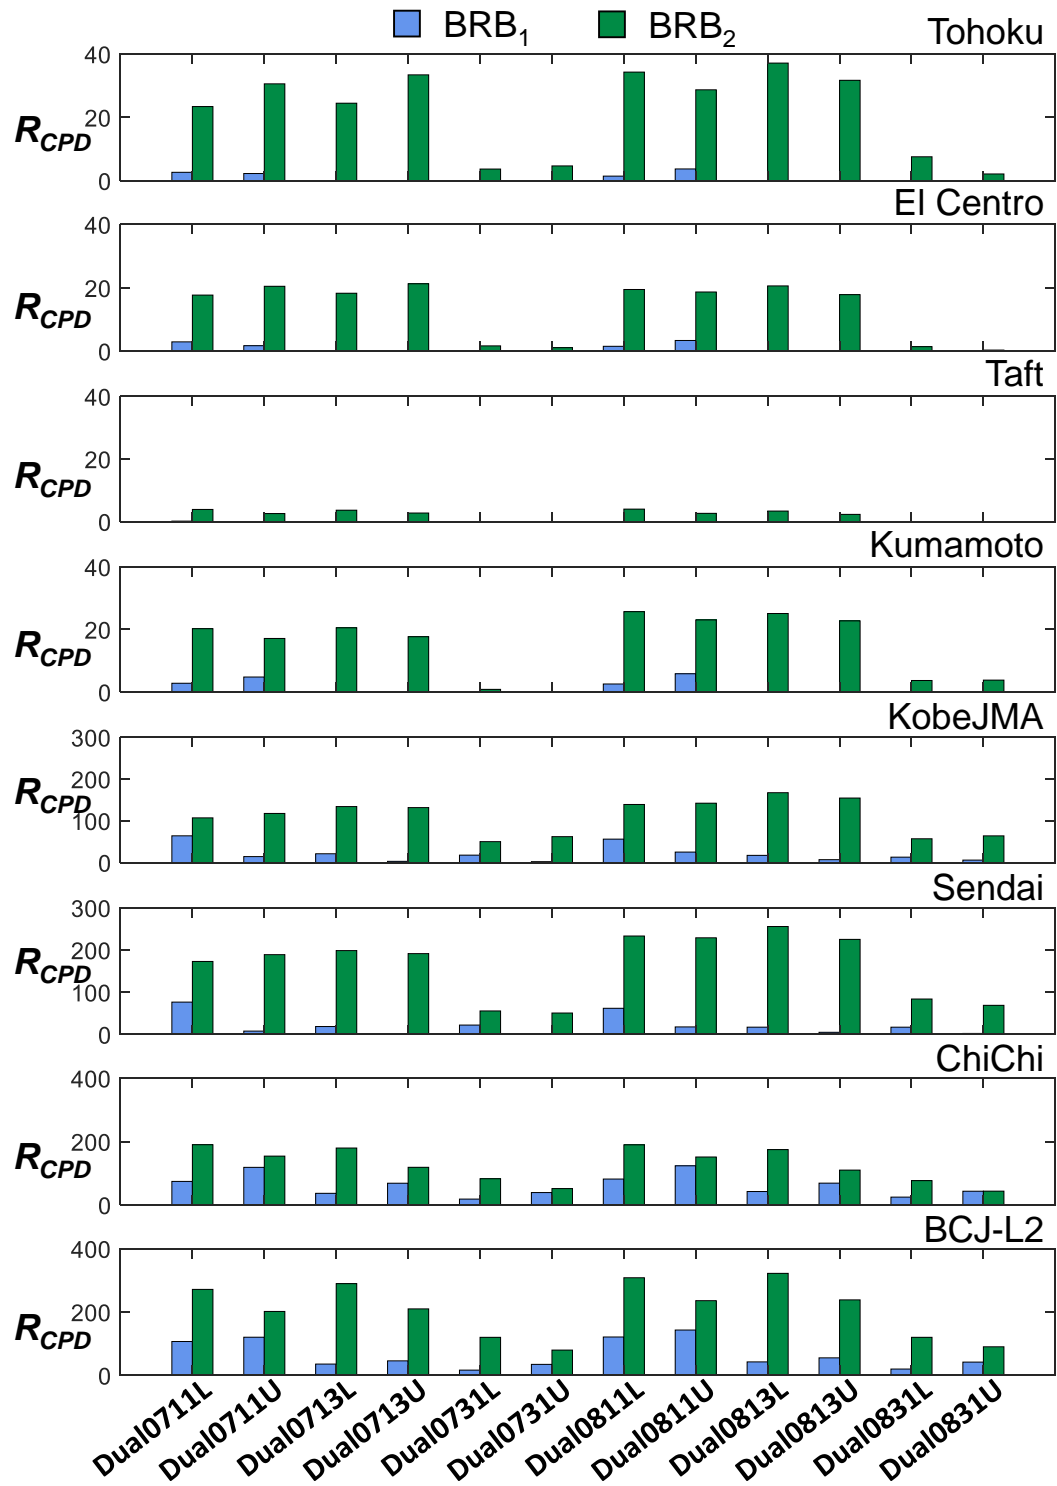 BRB1 BRB2
Tohoku
40
20
0
RCPD
El Centro
40
20
0
RCPD
Taft
40
20
0
RCPD
Kumamoto
40
20
0
RCPD
KobeJMA
300
200
100
0
RCPD
Sendai
300
200
100
0
RCPD
ChiChi
400
200
0
RCPD
BCJ-L2
400
200
0
RCPD
Dual0711L
Dual0711U
Dual0713L
Dual0713U
Dual0731L
Dual0731U
Dual0811L
Dual0811U
Dual0813L
Dual0813U
Dual0831L
Dual0831U